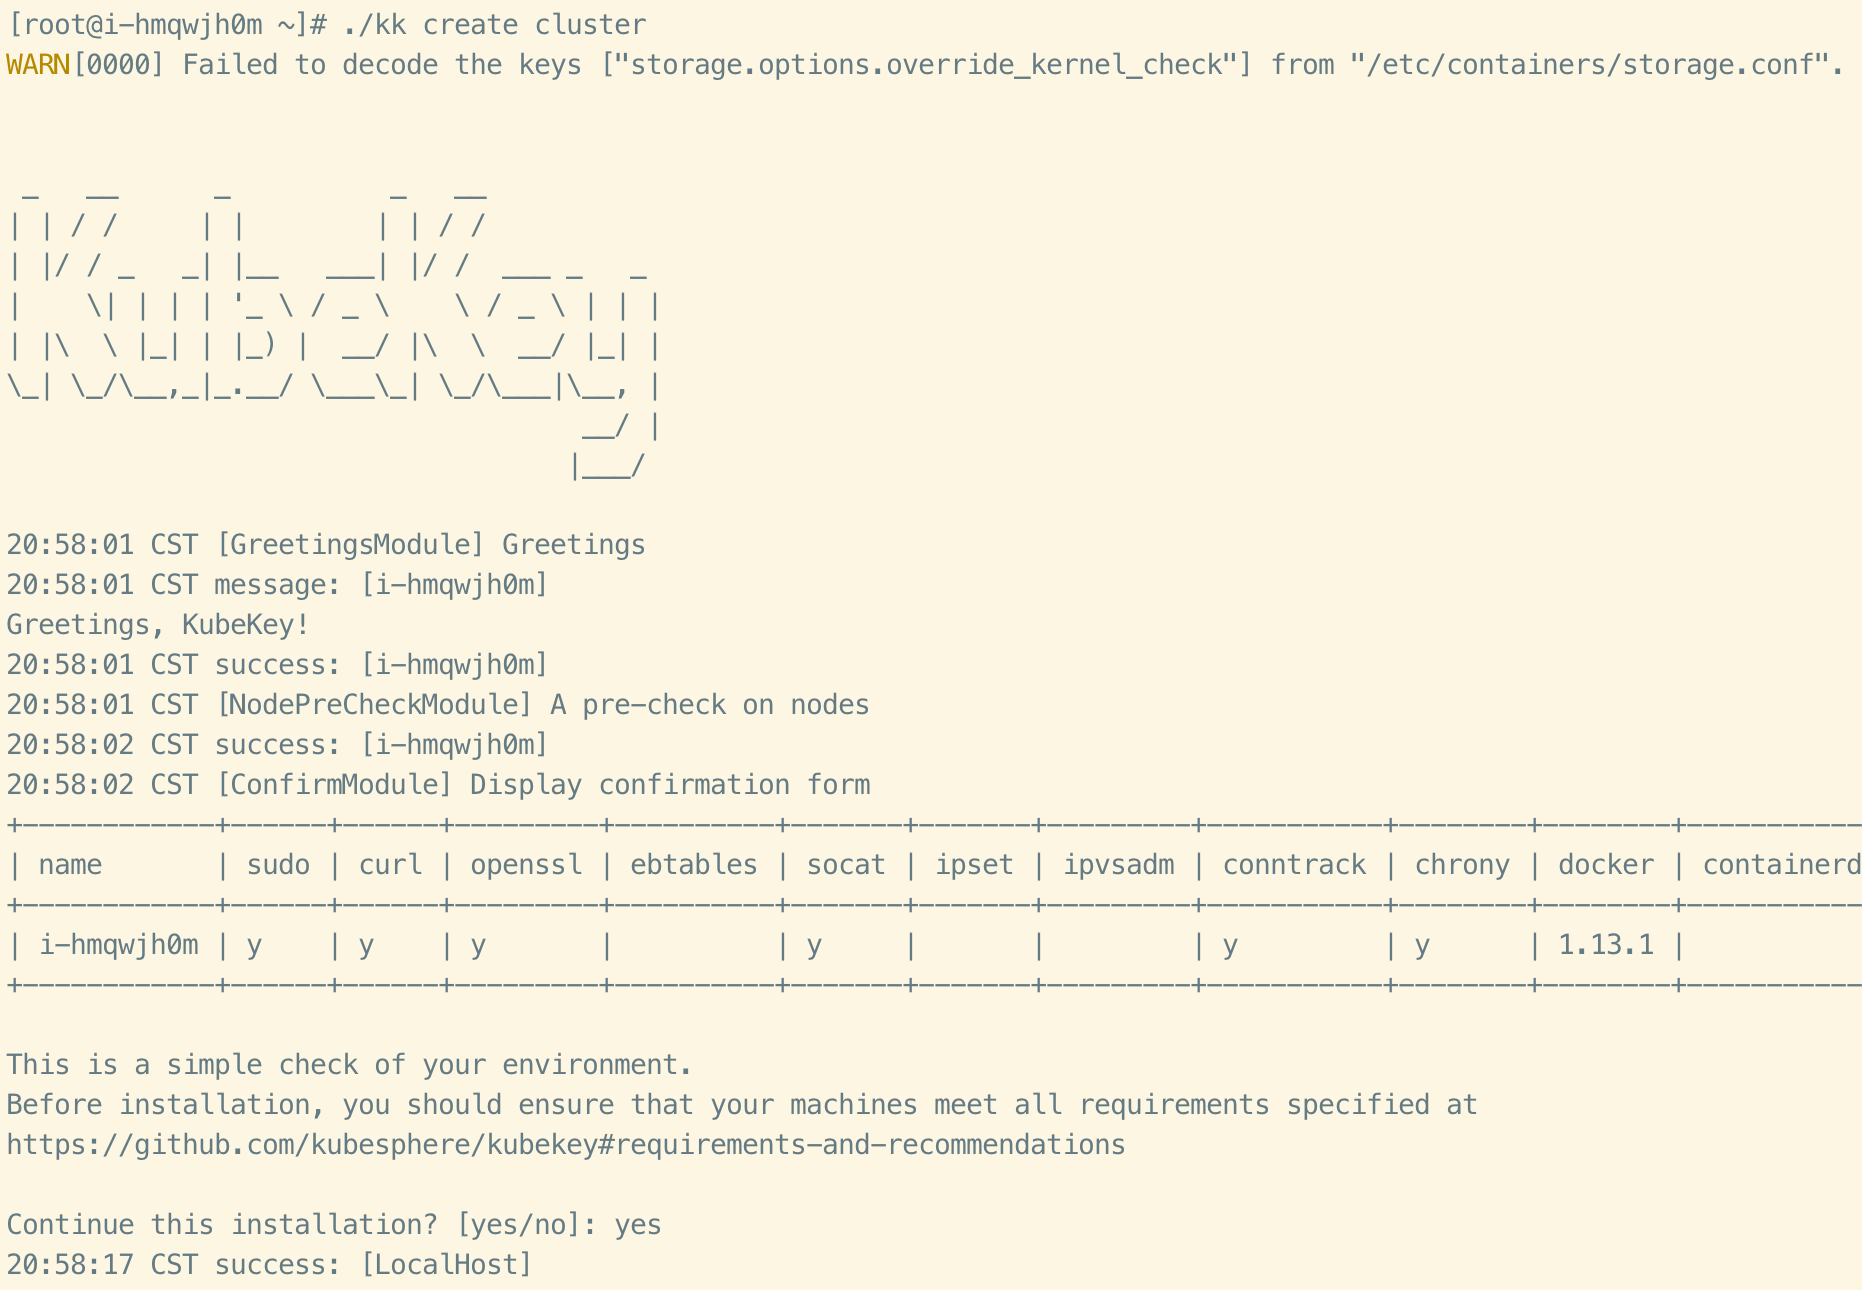 [root@i-hmqwjh0m ~]# ./kk create cluster
WARN[0000] Failed to decode the keys ["storage.options.override_kernel_check"] from "/etc/containers/storage.conf".
 _   __      _          _   __
| | / /     | |        | | / /
| |/ / _   _| |__   ___| |/ /  ___ _   _
|    \| | | | '_ \ / _ \    \ / _ \ | | |
| |\  \ |_| | |_) |  __/ |\  \  __/ |_| |
\_| \_/\__,_|_.__/ \___\_| \_/\___|\__, |
                                    __/ |
                                   |___/
20:58:01 CST [GreetingsModule] Greetings
20:58:01 CST message: [i-hmqwjh0m]
Greetings, KubeKey!
20:58:01 CST success: [i-hmqwjh0m]
20:58:01 CST [NodePreCheckModule] A pre-check on nodes
20:58:02 CST success: [i-hmqwjh0m]
20:58:02 CST [ConfirmModule] Display confirmation form
+------------+------+------+---------+----------+-------+-------+---------+-----------+--------+--------+-----------
| name       | sudo | curl | openssl | ebtables | socat | ipset | ipvsadm | conntrack | chrony | docker | containerd
+------------+------+------+---------+----------+-------+-------+---------+-----------+--------+--------+-----------
| i-hmqwjh0m | y    | y    | y       |          | y     |       |         | y         | y      | 1.13.1 |
+------------+------+------+---------+----------+-------+-------+---------+-----------+--------+--------+-----------
This is a simple check of your environment.
Before installation, you should ensure that your machines meet all requirements specified at
https://github.com/kubesphere/kubekey#requirements-and-recommendations
Continue this installation? [yes/no]: yes
20:58:17 CST success: [LocalHost]